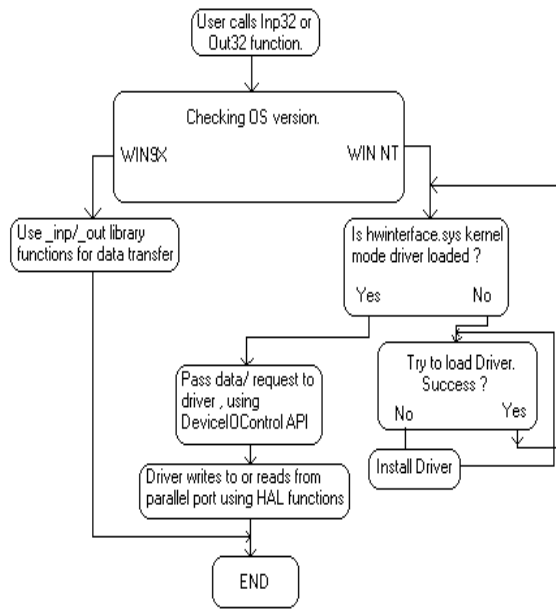 User calls Inp32 or
Out32 function.
Checking OS version.
WIN9X
WIN NT
Use _inp/_out library
functions for data transfer
Is hwinterface.sys kernel
mode driver loaded ?
Yes
No
Try to load Driver.
Success ?
No
Yes
Install Driver
Pass data/ request to
driver , using
DeviceIOControl API
Driver writes to or reads from
parallel port using HAL functions
END